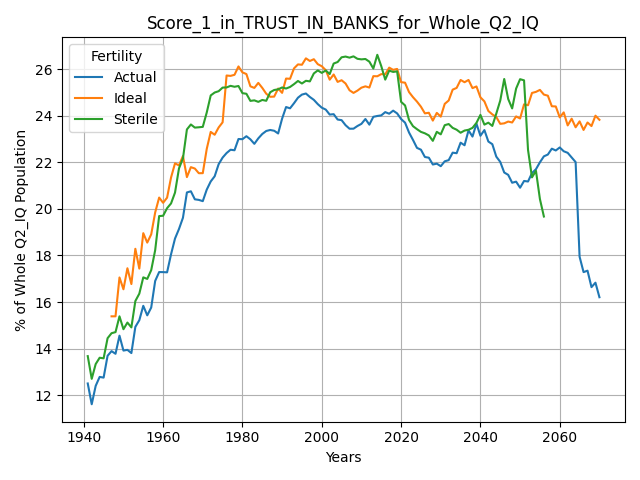 Score_1_in_TRUST_IN_BANKS_for_Whole_Q2_IQ
Fertility
Actual
Ideal
Sterile
% of Whole Q2_IQ Population
26
24
22
20
18
16
14
12
1940 1960 1980 2000 2020 2040 2060
Years